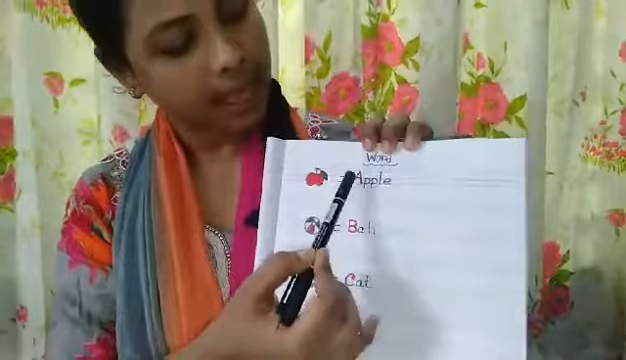 Word
= Apple
= Ball
= Cat